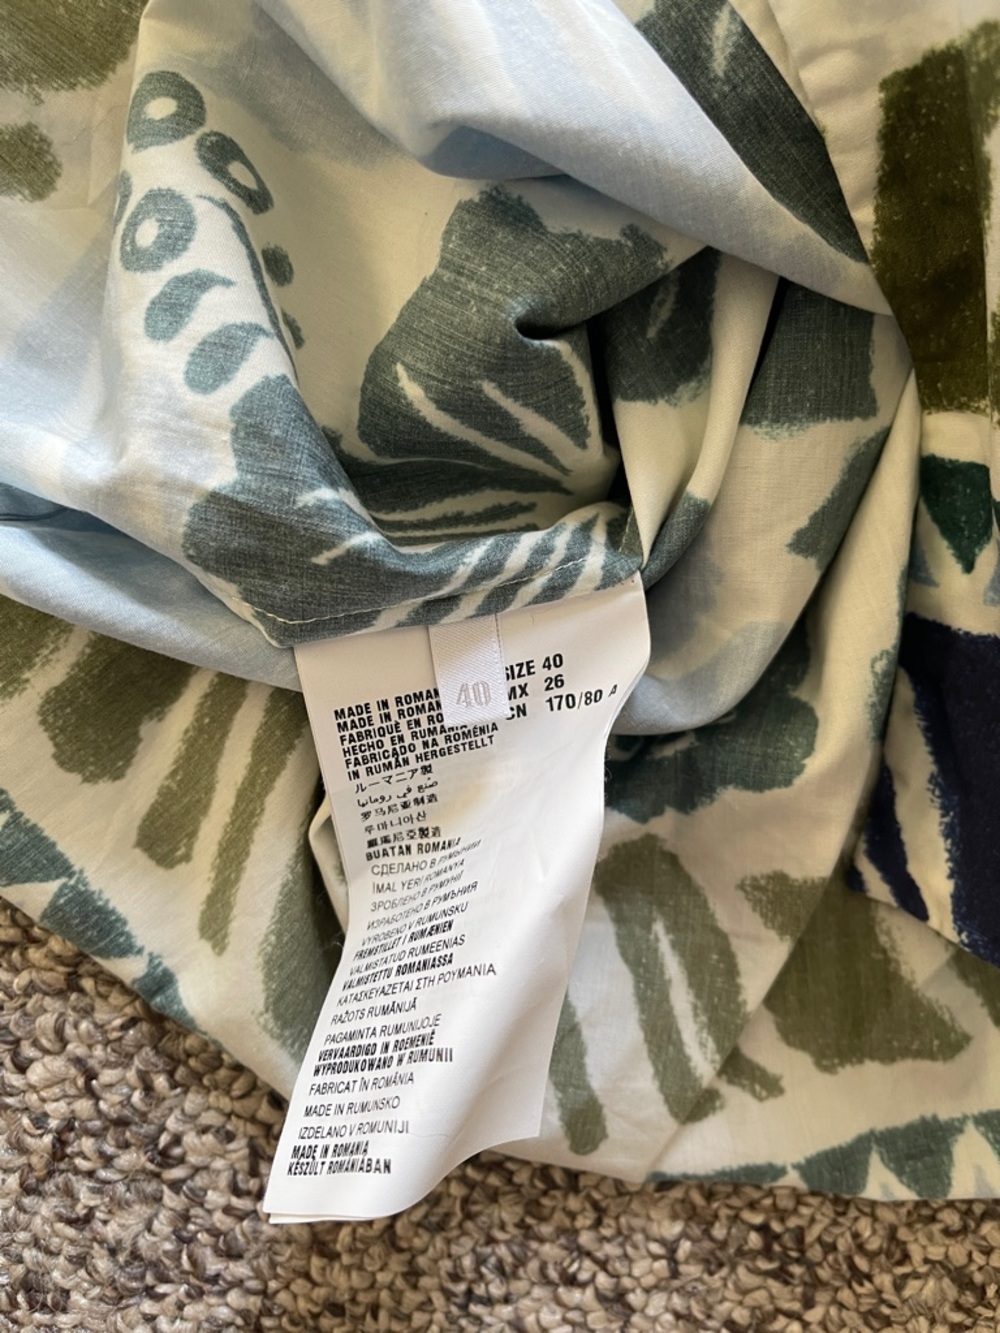 40
SIZE 40
MX 26
CN 170/80 A
MADE IN ROMAN
MADE IN ROMAN
FABRIQUÉ EN RO
HECHO EN RUMANIA
FABRICADO NA ROMÉNIA
IN RUMÄN HERGESTELLT
ルーマニア製
صنع في رومانيا
罗马尼亚制造
루마니아산
羅馬尼亞製造
BUATAN ROMANIA
СДЕЛАНО В РУМЫНИИ
İMAL YERİ ROMANYA
ЗРОБЛЕНО В РУМУНІЇ
ИЗРАБОТЕНО В РУМЪНИЯ
VYROBENO V RUMUNSKU
FREMSTILLET I RUMÆNIEN
VALMISTATUD RUMEENIAS
VALMISTETTU ROMANIASSA
ΚΑΤΑΣΚΕΥΑΖΕΤΑΙ ΣΤΗ ΡΟΥΜΑΝΙΑ
RAŽOTS RUMĀNIJĀ
PAGAMINTA RUMUNIJOJE
VERVAARDIGD IN ROEMENIË
WYPRODUKOWANO W RUMUNII
FABRICAT ÎN ROMÂNIA
MADE IN RUMUNSKO
IZDELANO V ROMUNIJI
MADE IN ROMANIA
KÉSZÜLT ROMÁNIÁBAN